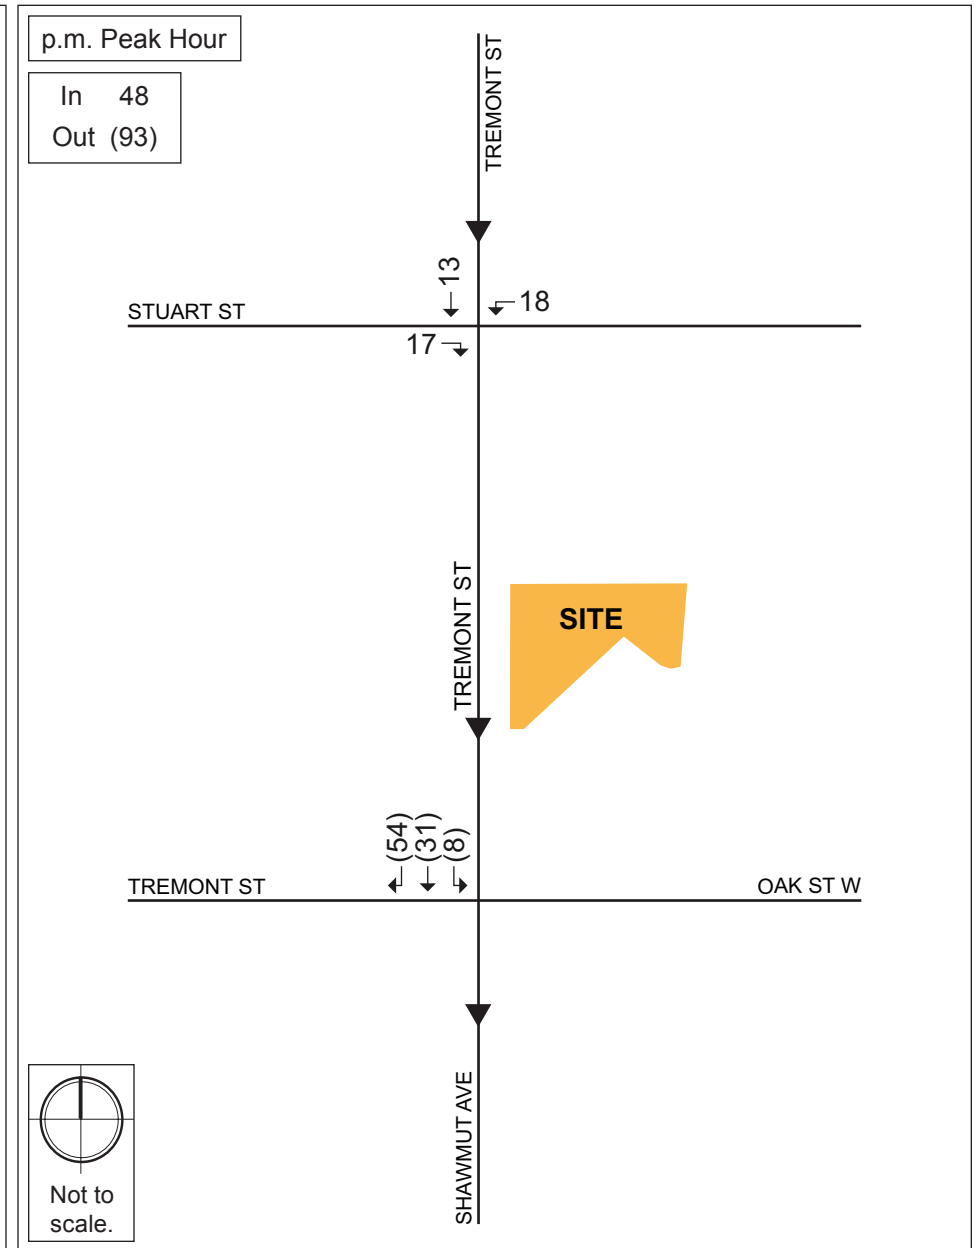 p.m. Peak Hour
In 48
Out (93)
TREMONT ST
13
STUART ST
18
17
TREMONT ST
SITE
(54)
(31)
(8)
TREMONT ST
OAK ST W
SHAWMUT AVE
Not to
scale.